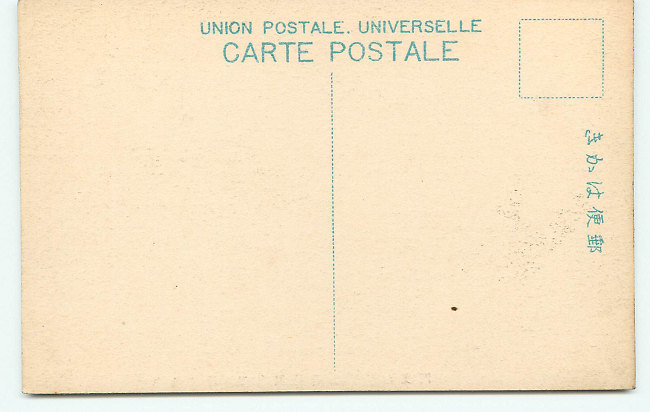 UNION POSTALE. UNIVERSELLE
CARTE POSTALE
郵便はかき